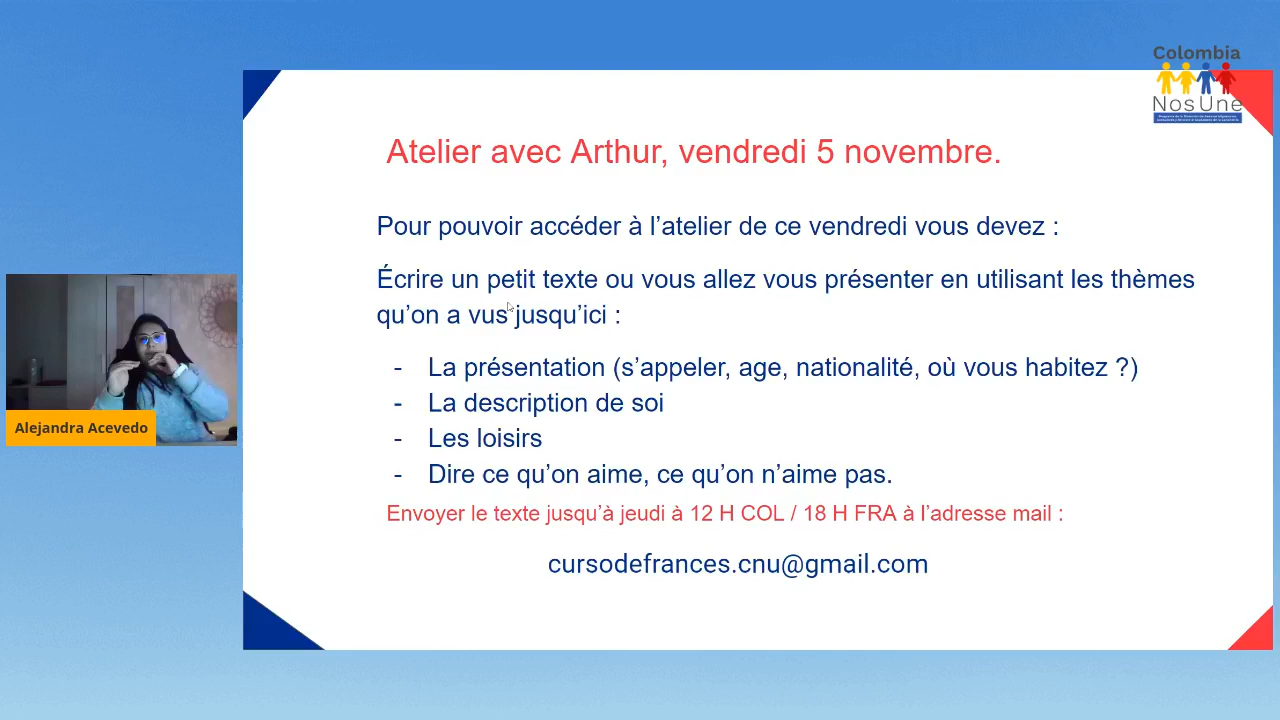 Colombia
NosUne
Atelier avec Arthur, vendredi 5 novembre.
Pour pouvoir accéder à l’atelier de ce vendredi vous devez :
Écrire un petit texte ou vous allez vous présenter en utilisant les thèmes
qu’on a vus jusqu’ici :
- La présentation (s’appeler, age, nationalité, où vous habitez ?)
- La description de soi
- Les loisirs
- Dire ce qu’on aime, ce qu’on n’aime pas.
Envoyer le texte jusqu’à jeudi à 12 H COL / 18 H FRA à l’adresse mail :
cursodefrances.cnu@gmail.com
Alejandra Acevedo